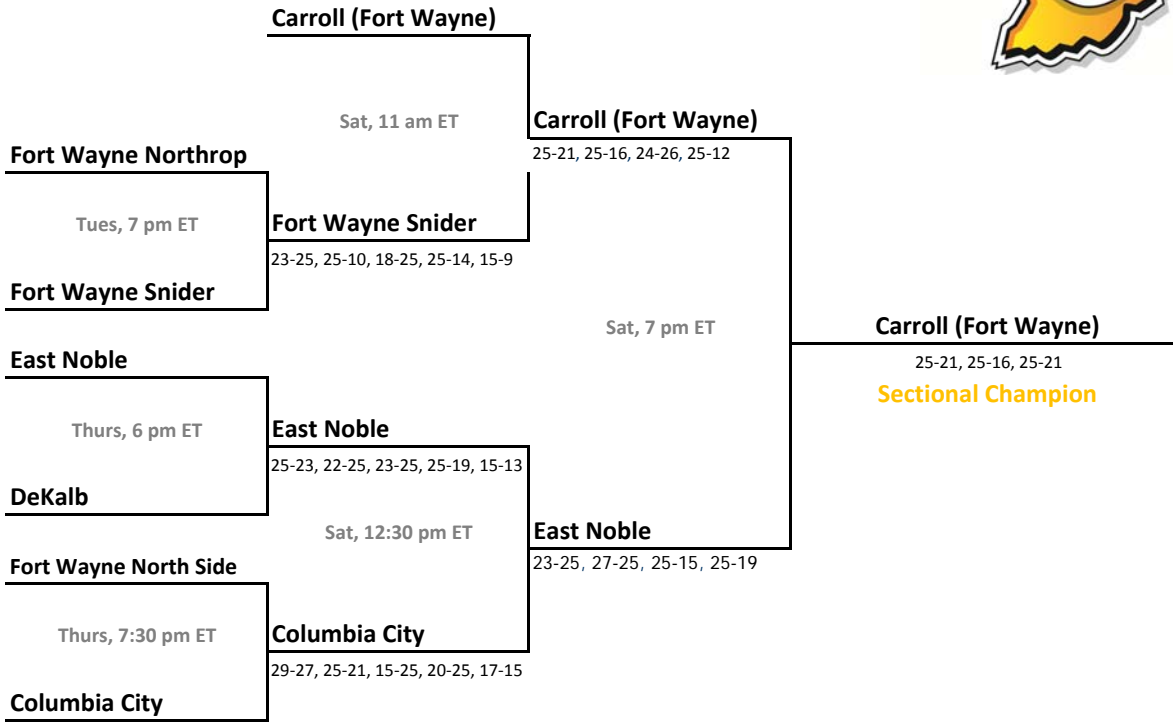 Carroll (Fort Wayne)
Sat, 11 am ET
Carroll (Fort Wayne)
25-21, 25-16, 24-26, 25-12
Fort Wayne Northrop
Tues, 7 pm ET
Fort Wayne Snider
23-25, 25-10, 18-25, 25-14, 15-9
Fort Wayne Snider
Sat, 7 pm ET
Carroll (Fort Wayne)
25-21, 25-16, 25-21
Sectional Champion
East Noble
Thurs, 6 pm ET
East Noble
25-23, 22-25, 23-25, 25-19, 15-13
DeKalb
Sat, 12:30 pm ET
East Noble
23-25, 27-25, 25-15, 25-19
Fort Wayne North Side
Thurs, 7:30 pm ET
Columbia City
29-27, 25-21, 15-25, 20-25, 17-15
Columbia City